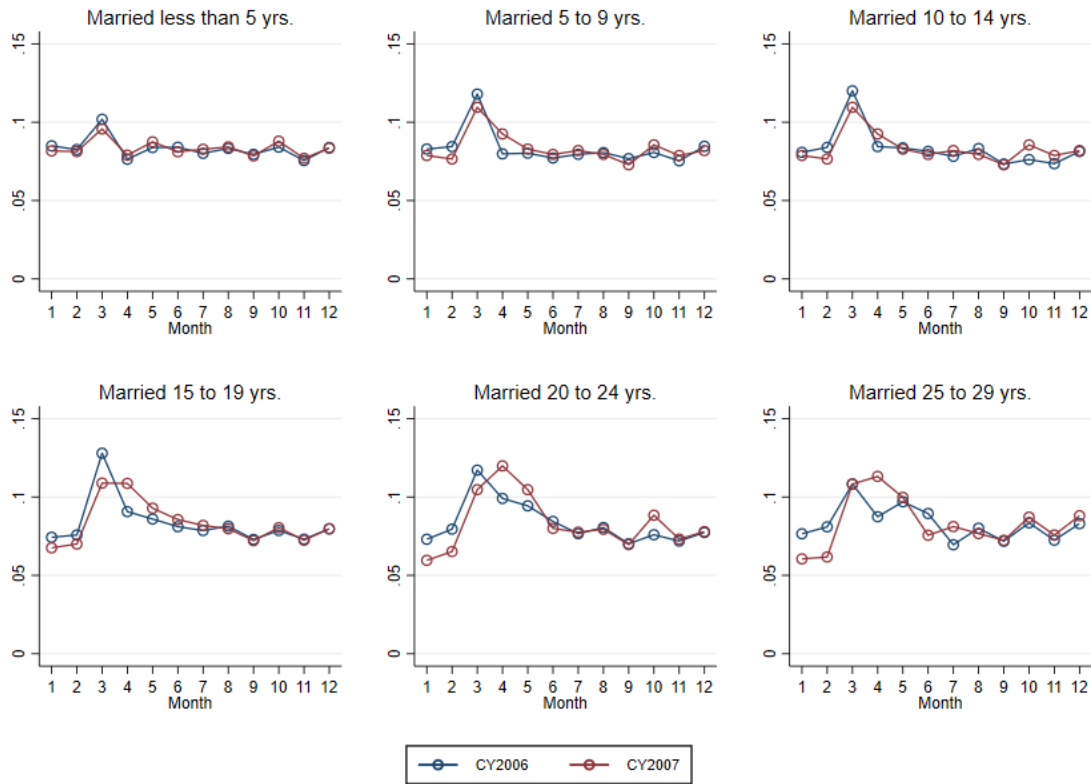 Married less than 5 yrs.
.15
.1
.05
0
1 2 3 4 5 6 7 8 9 10 11 12
Month
Married 5 to 9 yrs.
.15
.1
.05
0
1 2 3 4 5 6 7 8 9 10 11 12
Month
Married 10 to 14 yrs.
.15
.1
.05
0
1 2 3 4 5 6 7 8 9 10 11 12
Month
Married 15 to 19 yrs.
.15
.1
.05
0
1 2 3 4 5 6 7 8 9 10 11 12
Month
Married 20 to 24 yrs.
.15
.1
.05
0
1 2 3 4 5 6 7 8 9 10 11 12
Month
Married 25 to 29 yrs.
.15
.1
.05
0
1 2 3 4 5 6 7 8 9 10 11 12
Month
CY2006 CY2007